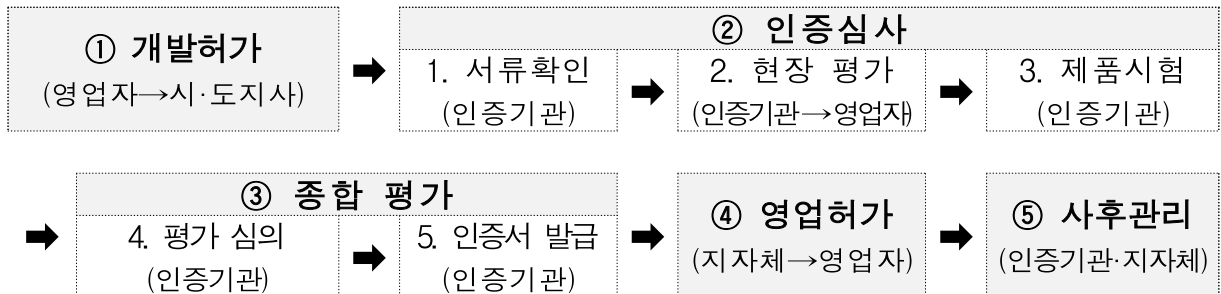 ① 개발허가
(영업자→시·도지사)
② 인증심사
1. 서류확인
(인증기관)
2. 현장 평가
(인증기관→영업자)
3. 제품시험
(인증기관)
③ 종합 평가
4. 평가 심의
(인증기관)
5. 인증서 발급
(인증기관)
④ 영업허가
(지자체→영업자)
⑤ 사후관리
(인증기관·지자체)